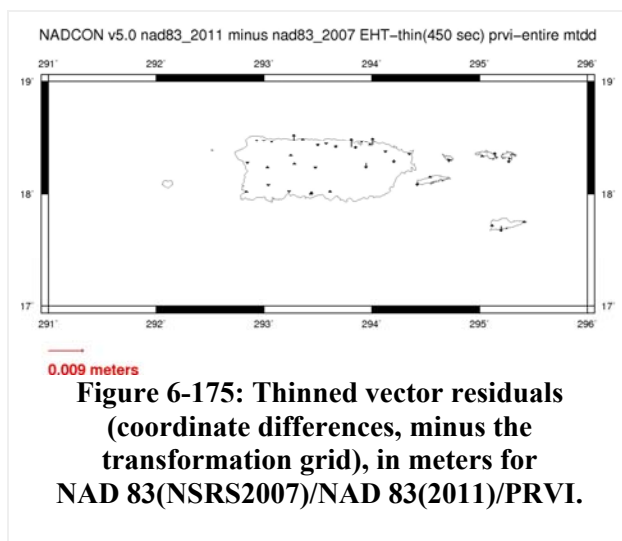 NADCON v5.0 nad83_2011 minus nad83_2007 EHT−thin(450 sec) prvi−entire mtdd
291˚ 292˚ 293˚ 294˚ 295˚ 296˚
19˚ 19˚
18˚ 18˚
17˚ 17˚
291˚ 292˚ 293˚ 294˚ 295˚ 296˚
0.009 meters
Figure 6-175: Thinned vector residuals
(coordinate differences, minus the
transformation grid), in meters for
NAD 83(NSRS2007)/NAD 83(2011)/PRVI.